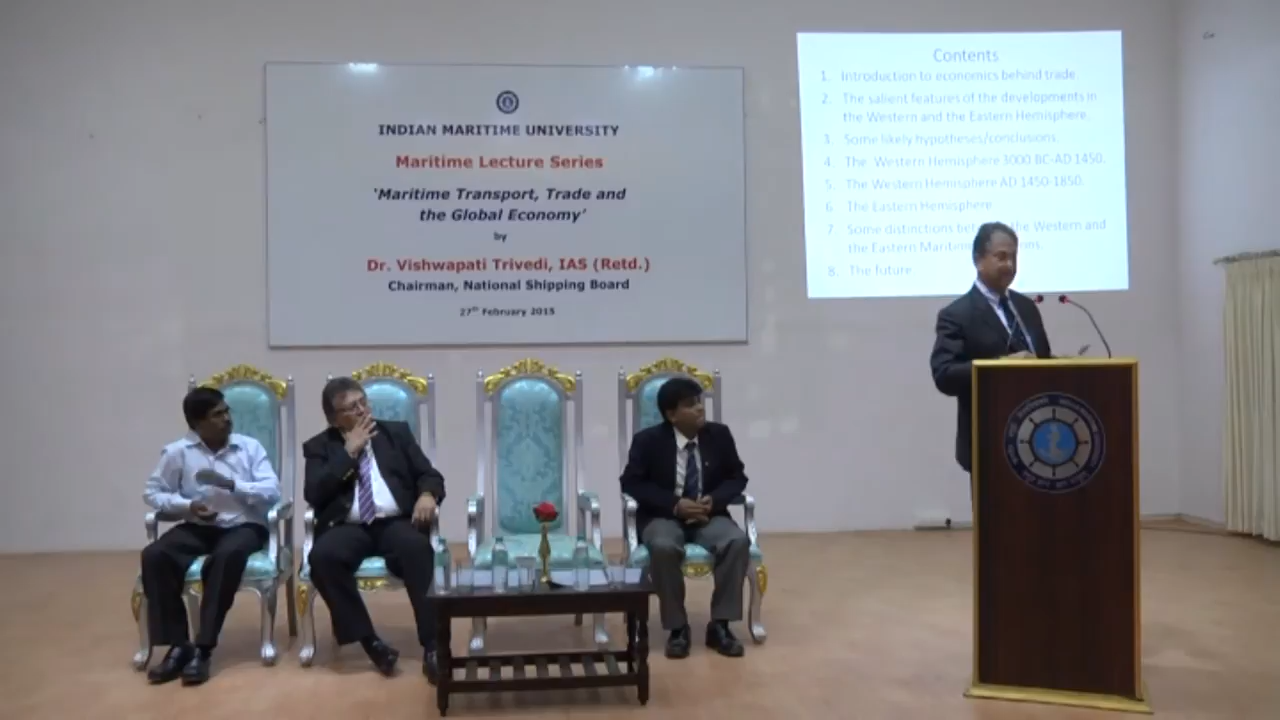 INDIAN MARITIME UNIVERSITY
Maritime Lecture Series
'Maritime Transport, Trade and
the Global Economy'
by
Dr. Vishwapati Trivedi, IAS (Retd.)
Chairman, National Shipping Board
27th February 2015
Contents
1. Introduction to economics behind trade
2. The salient features of the developments in
the Western and the Eastern Hemisphere.
3. Some likely hypotheses/conclusions.
4. The Western Hemisphere 3000 BC-AD 1450.
5. The Western Hemisphere AD 1450-1850.
6. The Eastern Hemisphere
7. Some distinctions the Western and
the Eastern
8. The future